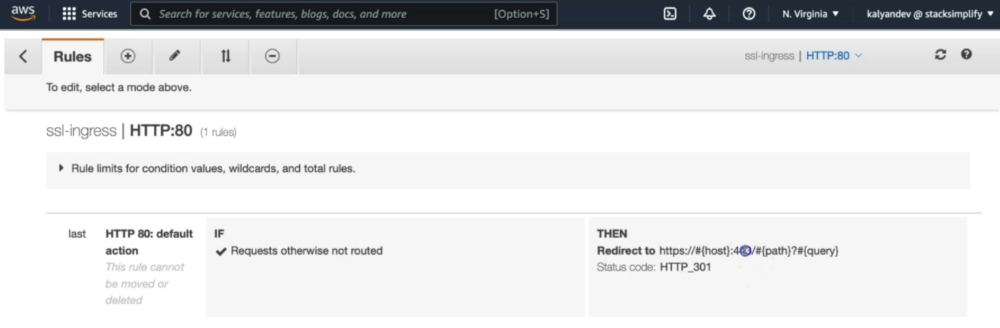 aws Services Search for services, features, blogs, docs, and more [Option+S] N. Virginia kalyandev @ stacksimplify
Rules ssl-ingress | HTTP:80
To edit, select a mode above.
ssl-ingress | HTTP:80 (1 rules)
Rule limits for condition values, wildcards, and total rules.
last HTTP 80: default action
This rule cannot be moved or deleted
IF
Requests otherwise not routed
THEN
Redirect to https://#{host}:443/#{path}?#{query}
Status code: HTTP_301